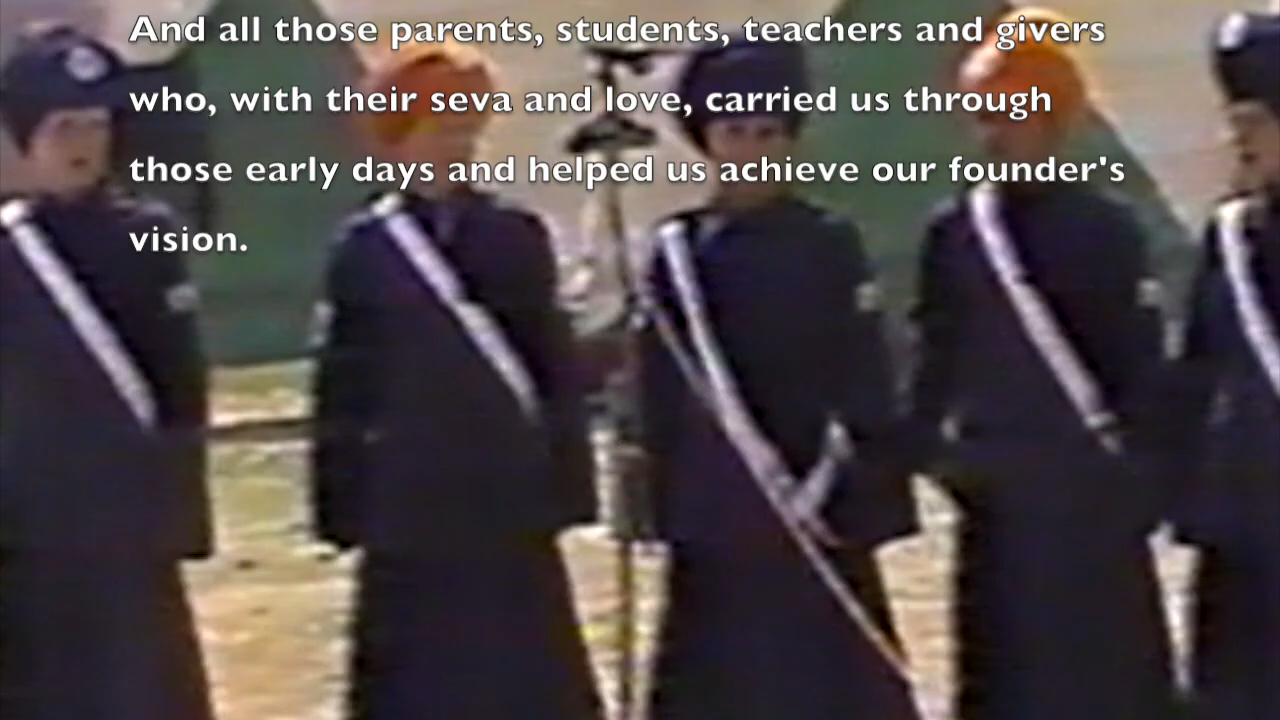 And all those parents, students, teachers and givers
who, with their seva and love, carried us through
those early days and helped us achieve our founder's
vision.